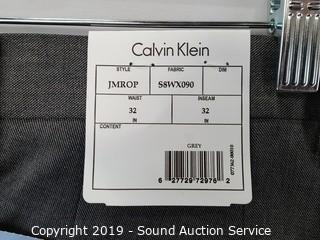 Calvin Klein
STYLE FABRIC DIM
JMROP S8WX090
WAIST INSEAM
32 32
IN IN
CONTENT
GREY
6 27729 72976 2
Copyright 2019 - Sound Auction Service